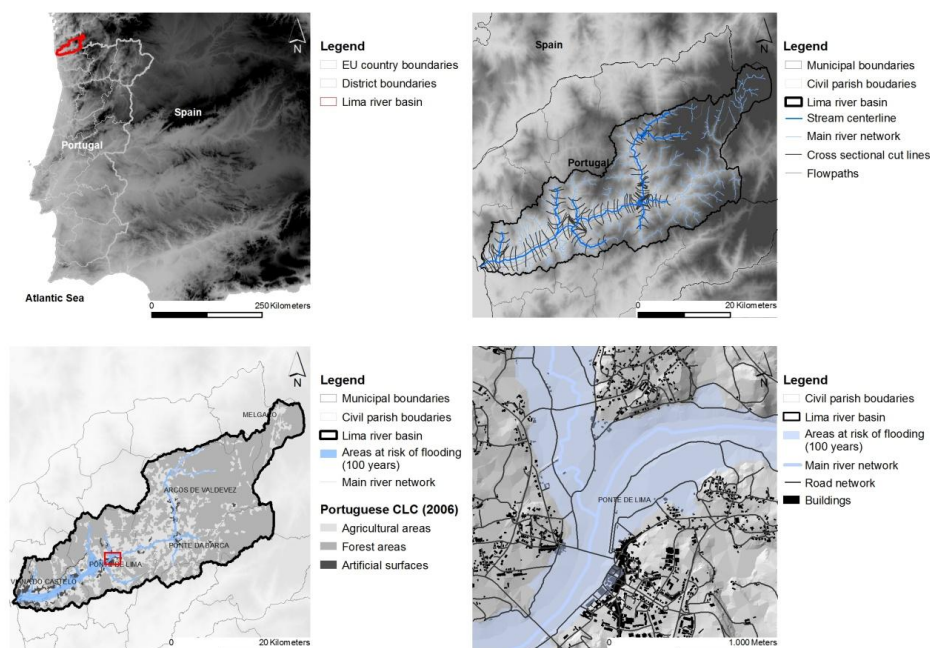 Spain
Portugal
Atlantic Sea
N
0 250 Kilometers
Legend
EU country boundaries
District boundaries
Lima river basin
Spain
Portugal
N
0 20 Kilometers
Legend
Municipal boundaries
Civil parish boudaries
Lima river basin
Stream centerline
Main river network
Cross sectional cut lines
Flowpaths
N
MELGAÇO
ARCOS DE VALDEVEZ
PONTE DA BARCA
PONTE DE LIMA
VIANA DO CASTELO
0 20 Kilometers
Legend
Municipal boundaries
Civil parish boudaries
Lima river basin
Areas at risk of flooding
(100 years)
Main river network
Portuguese CLC (2006)
Agricultural areas
Forest areas
Artificial surfaces
N
PONTE DE LIMA
0 1.000 Meters
Legend
Civil parish boudaries
Lima river basin
Areas at risk of flooding
(100 years)
Main river network
Road network
Buildings